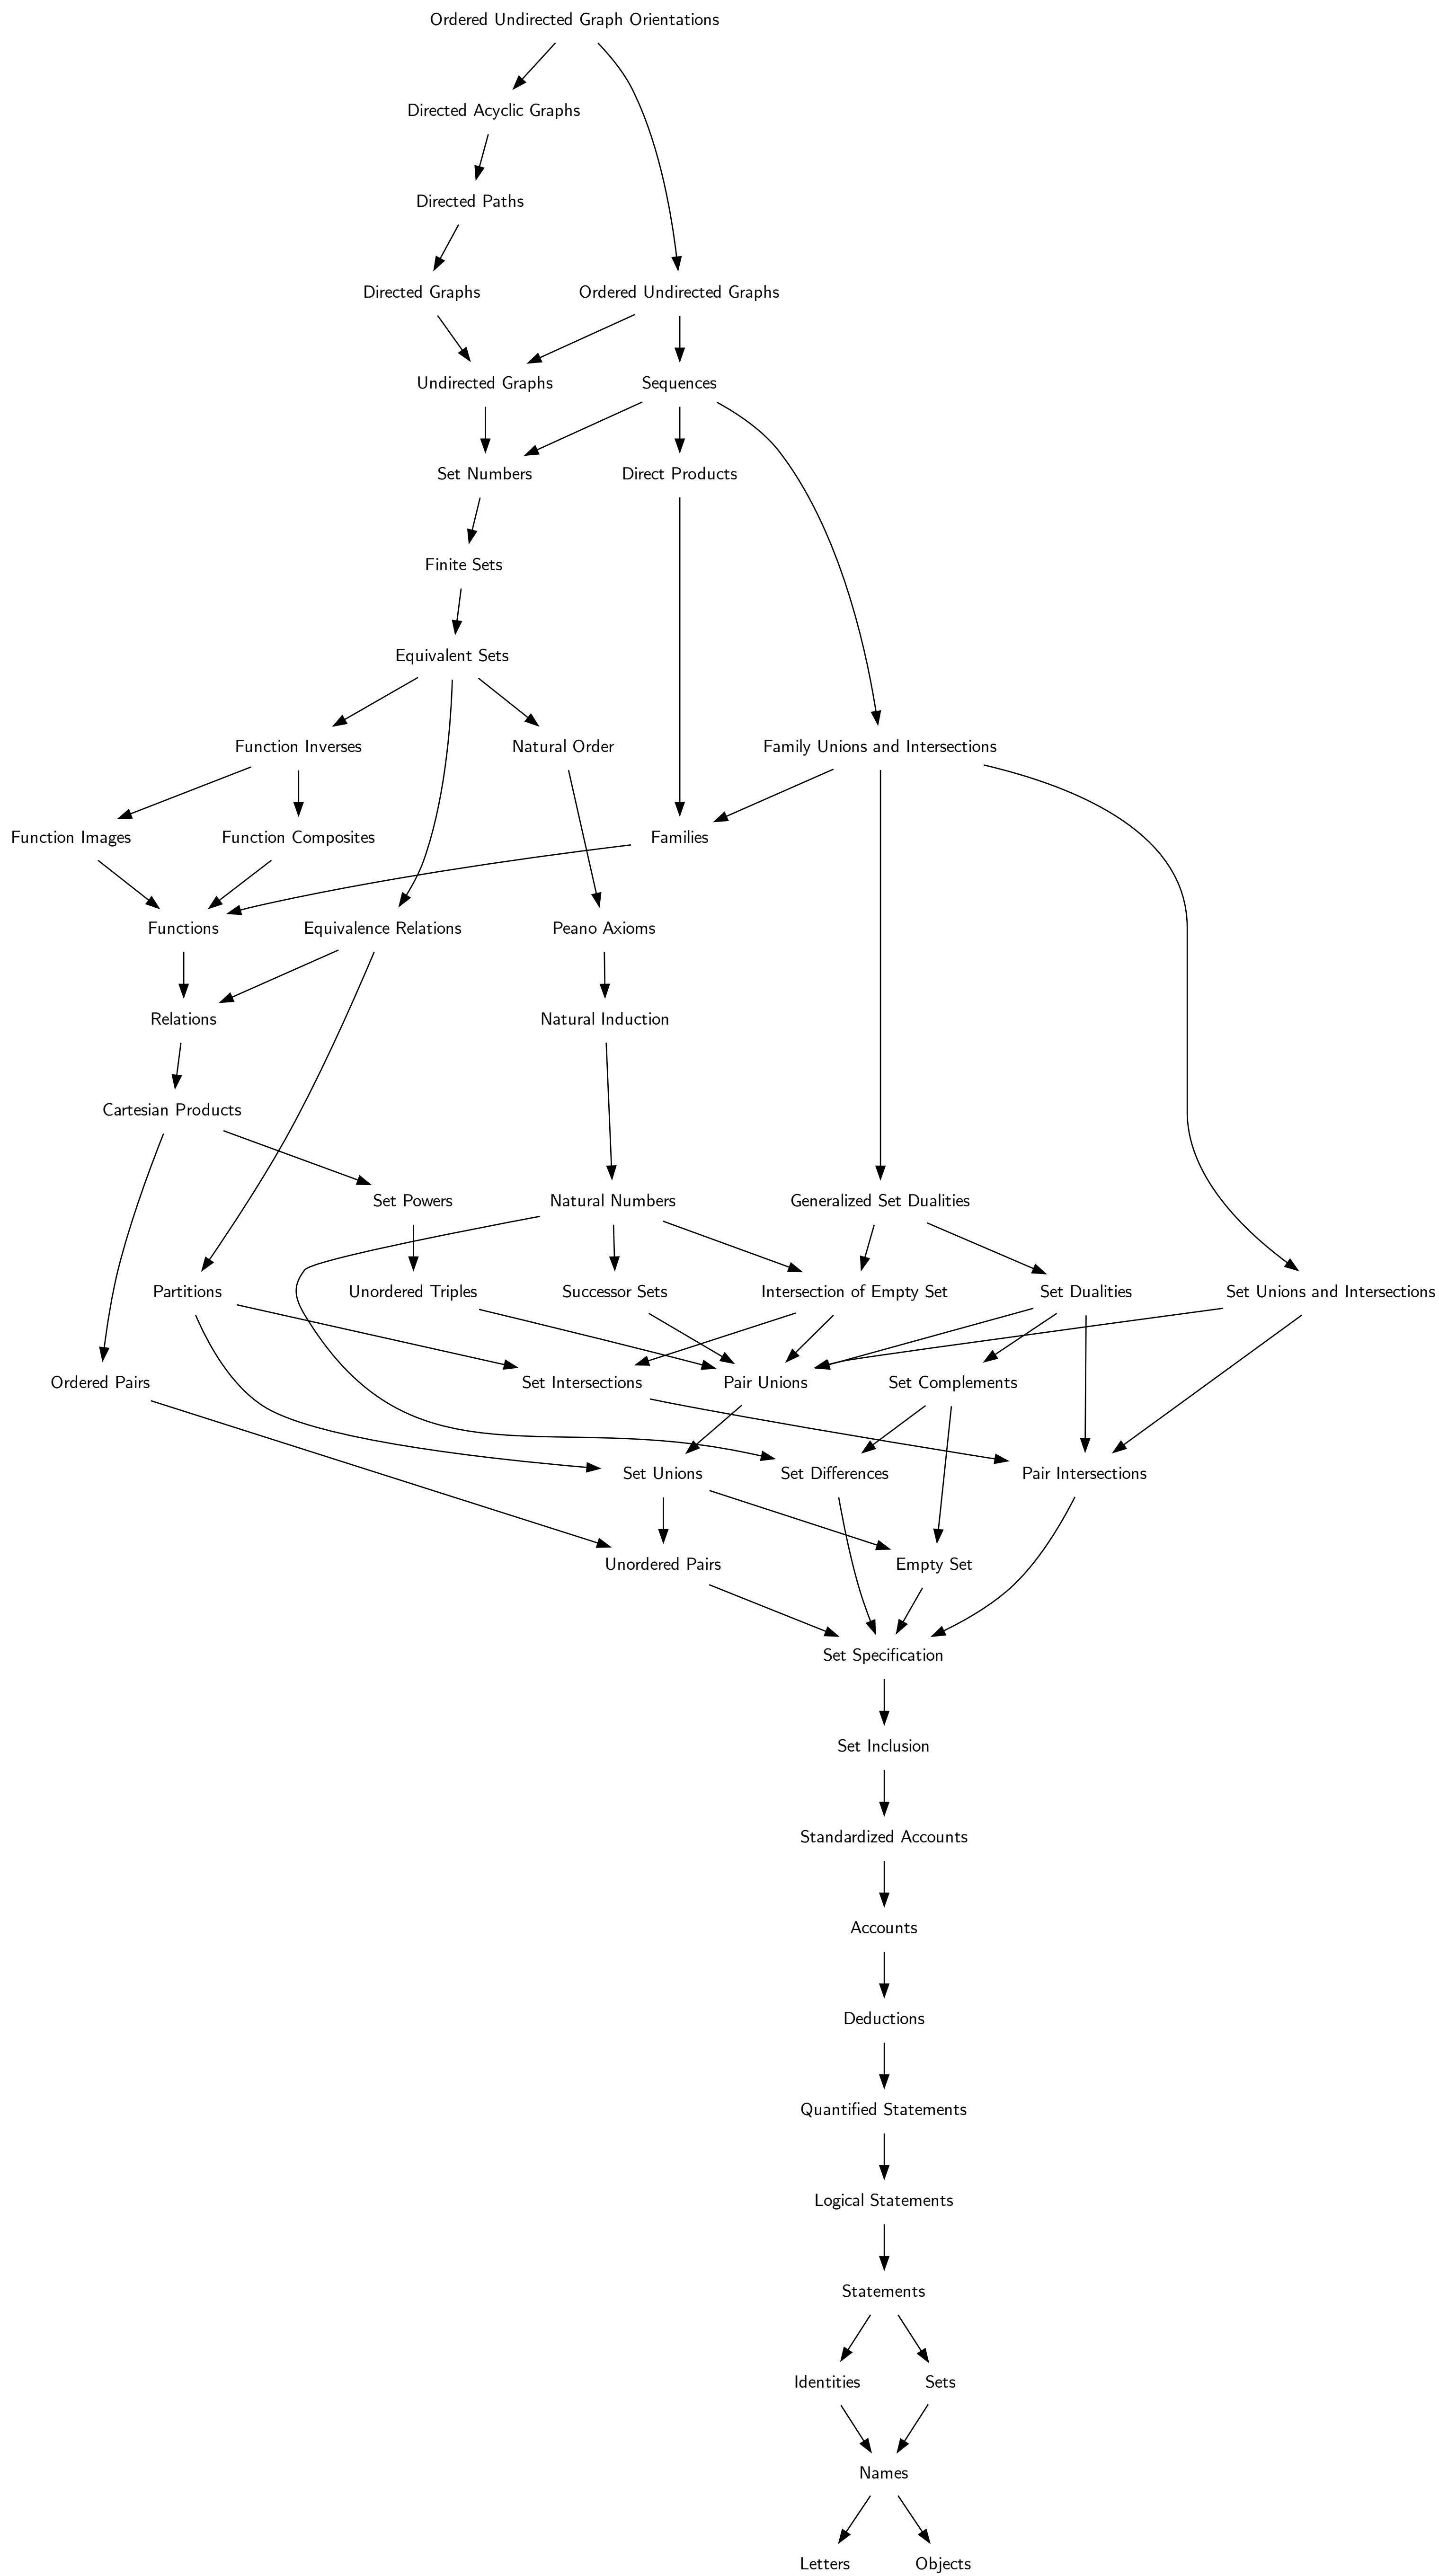 Ordered Undirected Graph Orientations
Directed Acyclic Graphs
Directed Paths
Directed Graphs
Ordered Undirected Graphs
Undirected Graphs
Sequences
Set Numbers
Direct Products
Finite Sets
Equivalent Sets
Function Inverses
Natural Order
Family Unions and Intersections
Function Images
Function Composites
Families
Functions
Equivalence Relations
Peano Axioms
Relations
Natural Induction
Cartesian Products
Set Powers
Natural Numbers
Generalized Set Dualities
Partitions
Unordered Triples
Successor Sets
Intersection of Empty Set
Set Dualities
Set Unions and Intersections
Ordered Pairs
Set Intersections
Pair Unions
Set Complements
Set Unions
Set Differences
Pair Intersections
Unordered Pairs
Empty Set
Set Specification
Set Inclusion
Standardized Accounts
Accounts
Deductions
Quantified Statements
Logical Statements
Statements
Identities
Sets
Names
Letters
Objects